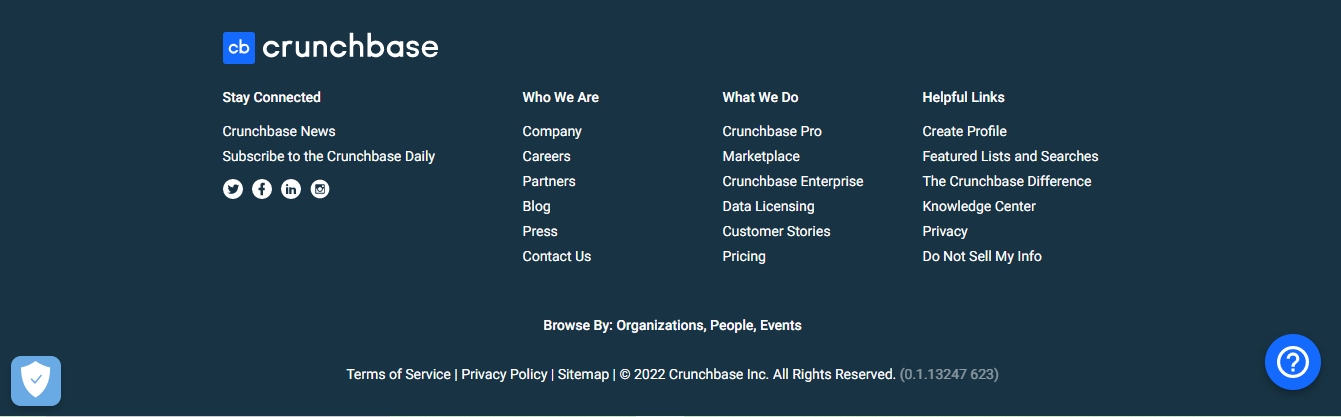 cb crunchbase
Stay Connected
Crunchbase News
Subscribe to the Crunchbase Daily
Who We Are
Company
Careers
Partners
Blog
Press
Contact Us
What We Do
Crunchbase Pro
Marketplace
Crunchbase Enterprise
Data Licensing
Customer Stories
Pricing
Helpful Links
Create Profile
Featured Lists and Searches
The Crunchbase Difference
Knowledge Center
Privacy
Do Not Sell My Info
Browse By: Organizations, People, Events
Terms of Service | Privacy Policy | Sitemap | © 2022 Crunchbase Inc. All Rights Reserved. (0.1.13247 623)